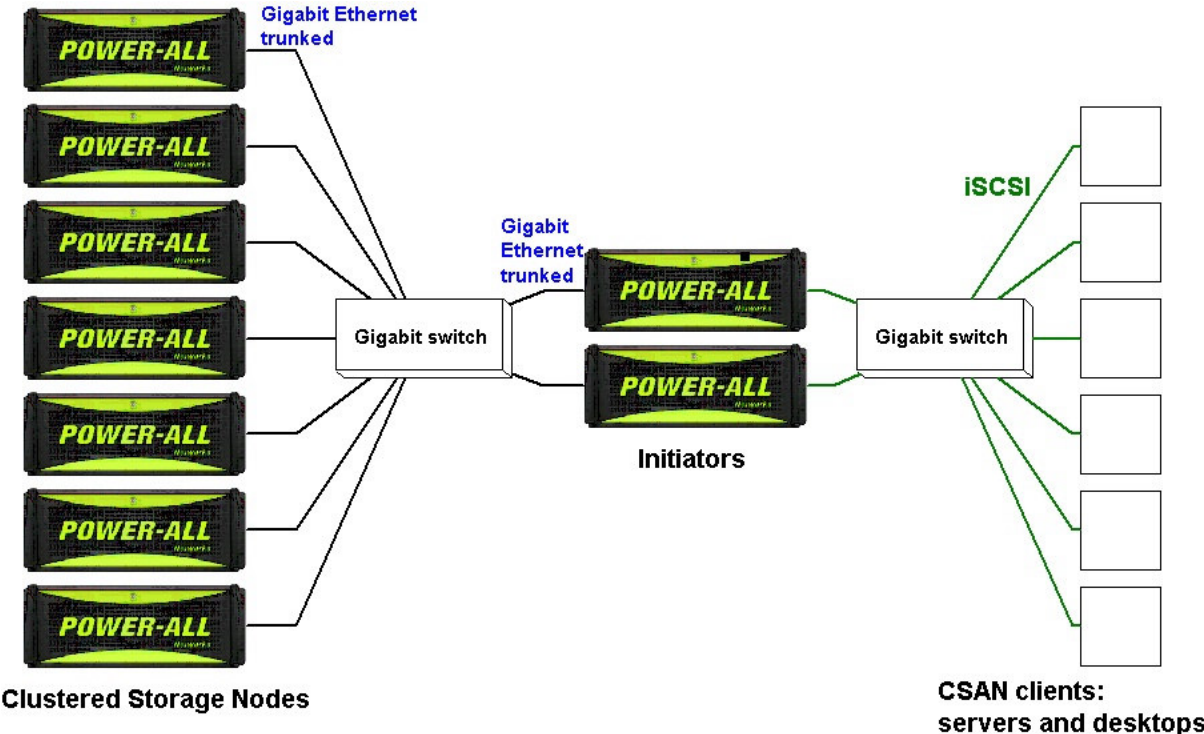 Gigabit Ethernet
trunked
POWER-ALL
POWER-ALL
POWER-ALL
POWER-ALL
POWER-ALL
POWER-ALL
POWER-ALL
Clustered Storage Nodes
Gigabit switch
Gigabit
Ethernet
trunked
POWER-ALL
POWER-ALL
Initiators
Gigabit switch
iSCSI
CSAN clients:
servers and desktops